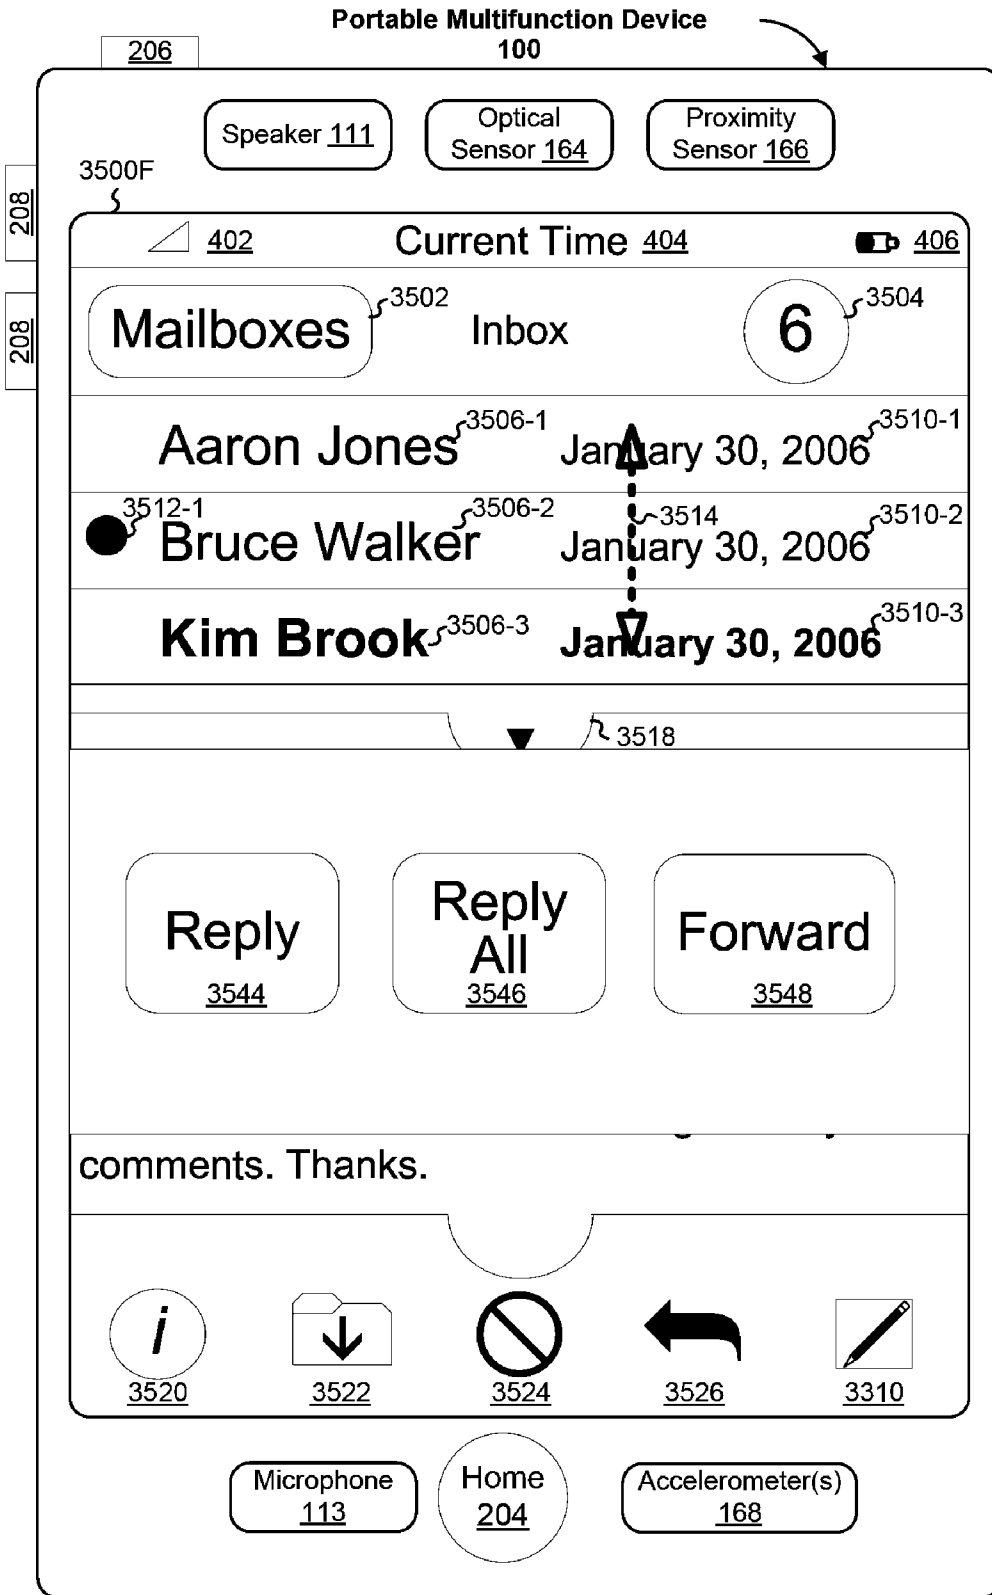 Portable Multifunction Device
100
206
Speaker 111
Optical
Sensor 164
Proximity
Sensor 166
208
208
3500F
402
Current Time 404
406
Mailboxes
3502
Inbox
6
3504
Aaron Jones
3506-1
January 30, 2006
3510-1
3512-1
Bruce Walker
3506-2
3514
January 30, 2006
3510-2
Kim Brook
3506-3
January 30, 2006
3510-3
3518
Reply
3544
Reply
All
3546
Forward
3548
comments. Thanks.
i
3520
3522
3524
3526
3310
Microphone
113
Home
204
Accelerometer(s)
168